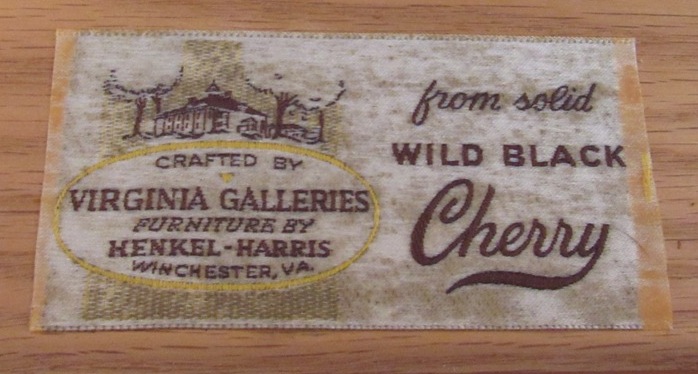 CRAFTED BY
VIRGINIA GALLERIES
FURNITURE BY
HENKEL-HARRIS
WINCHESTER, VA.
from solid
WILD BLACK
Cherry